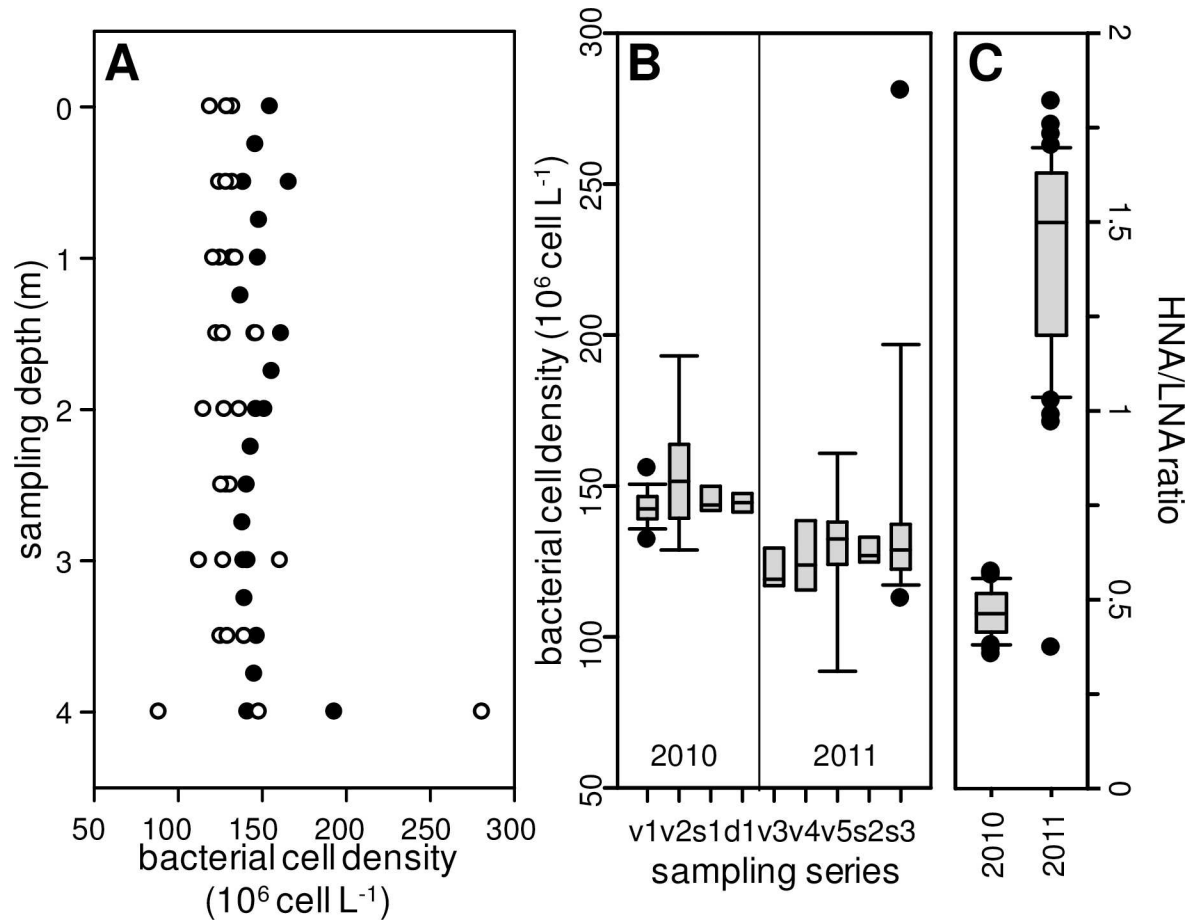 A
sampling depth (m)
0
1
2
3
4
50 100 150 200 250 300
bacterial cell density
(10⁶ cell L⁻¹)
B
bacterial cell density (10⁶ cell L⁻¹)
300
250
200
150
100
50
2010 2011
v1v2s1d1v3v4v5s2s3
sampling series
C
2
1.5
1
0.5
0
HNA/LNA ratio
2010 2011